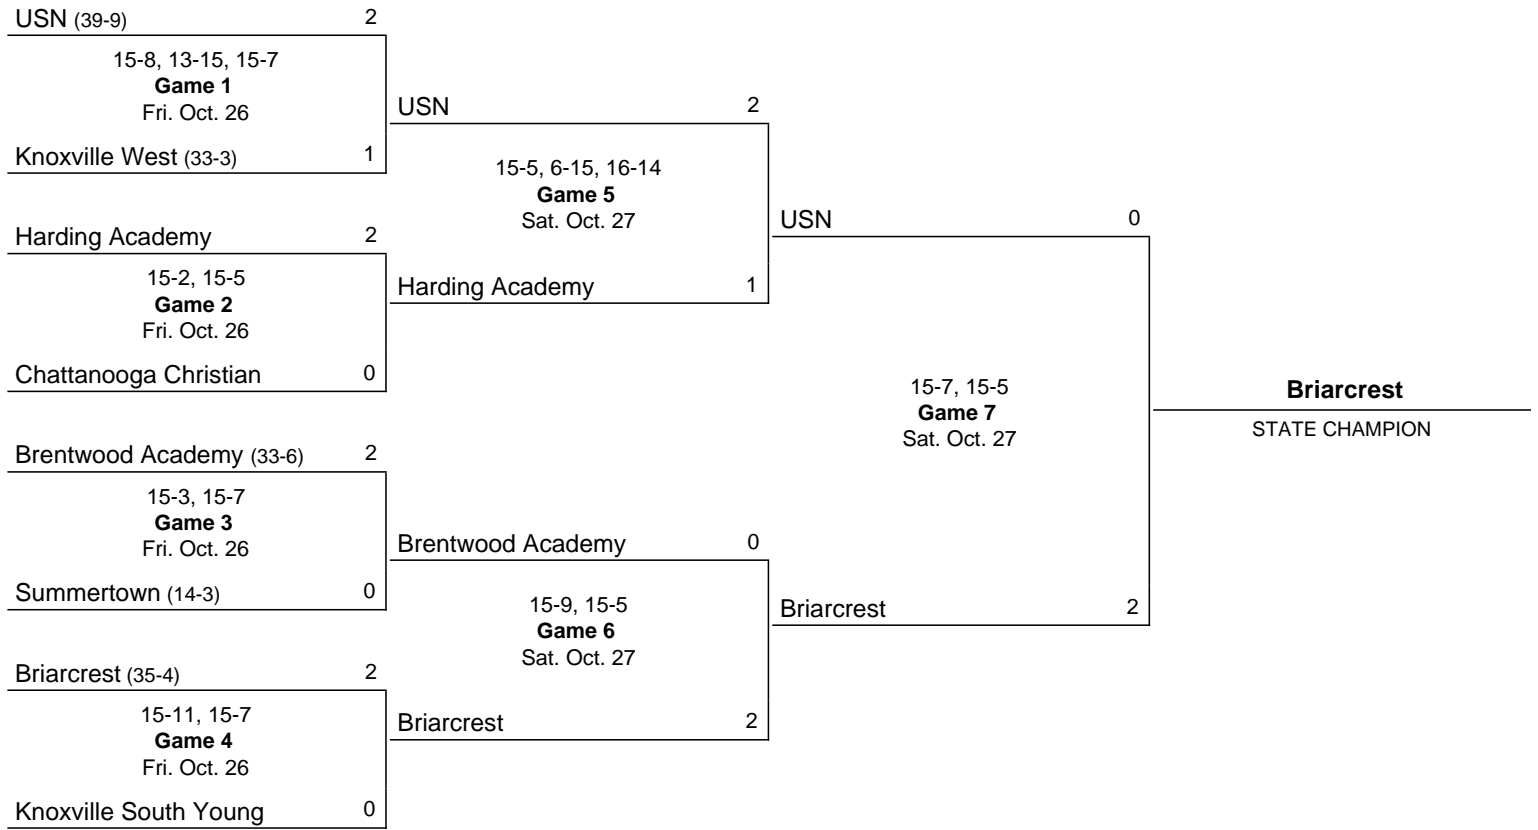 USN (39-9) 2
15-8, 13-15, 15-7
Game 1
Fri. Oct. 26
Knoxville West (33-3) 1
Harding Academy 2
15-2, 15-5
Game 2
Fri. Oct. 26
Chattanooga Christian 0
Brentwood Academy (33-6) 2
15-3, 15-7
Game 3
Fri. Oct. 26
Summertown (14-3) 0
Briarcrest (35-4) 2
15-11, 15-7
Game 4
Fri. Oct. 26
Knoxville South Young 0
USN 2
15-5, 6-15, 16-14
Game 5
Sat. Oct. 27
Harding Academy 1
Brentwood Academy 0
15-9, 15-5
Game 6
Sat. Oct. 27
Briarcrest 2
USN 0
15-7, 15-5
Game 7
Sat. Oct. 27
Briarcrest 2
Briarcrest
STATE CHAMPION